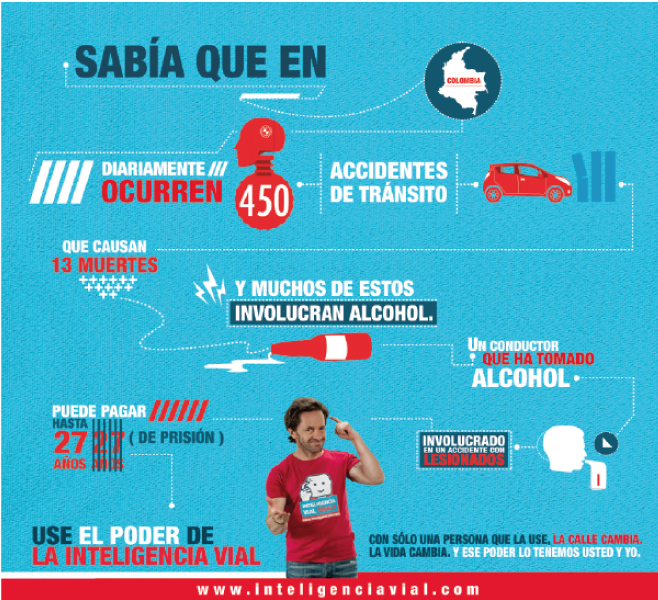 SABÍA QUE EN
COLOMBIA
DIARIAMENTE
OCURREN
450
ACCIDENTES
DE TRÁNSITO
QUE CAUSAN
13 MUERTES
Y MUCHOS DE ESTOS
INVOLUCRAN ALCOHOL.
UN CONDUCTOR
QUE HA TOMADO
ALCOHOL
INVOLUCRADO
EN UN ACCIDENTE CON
LESIONADOS
PUEDE PAGAR
HASTA
27 27 (DE PRISIÓN)
AÑOS AÑOS
INTELIGENCIA
VIAL
USE EL PODER DE
LA INTELIGENCIA VIAL
CON SÓLO UNA PERSONA QUE LA USE, LA CALLE CAMBIA.
LA VIDA CAMBIA. Y ESE PODER LO TENEMOS USTED Y YO.
www.inteligenciavial.com